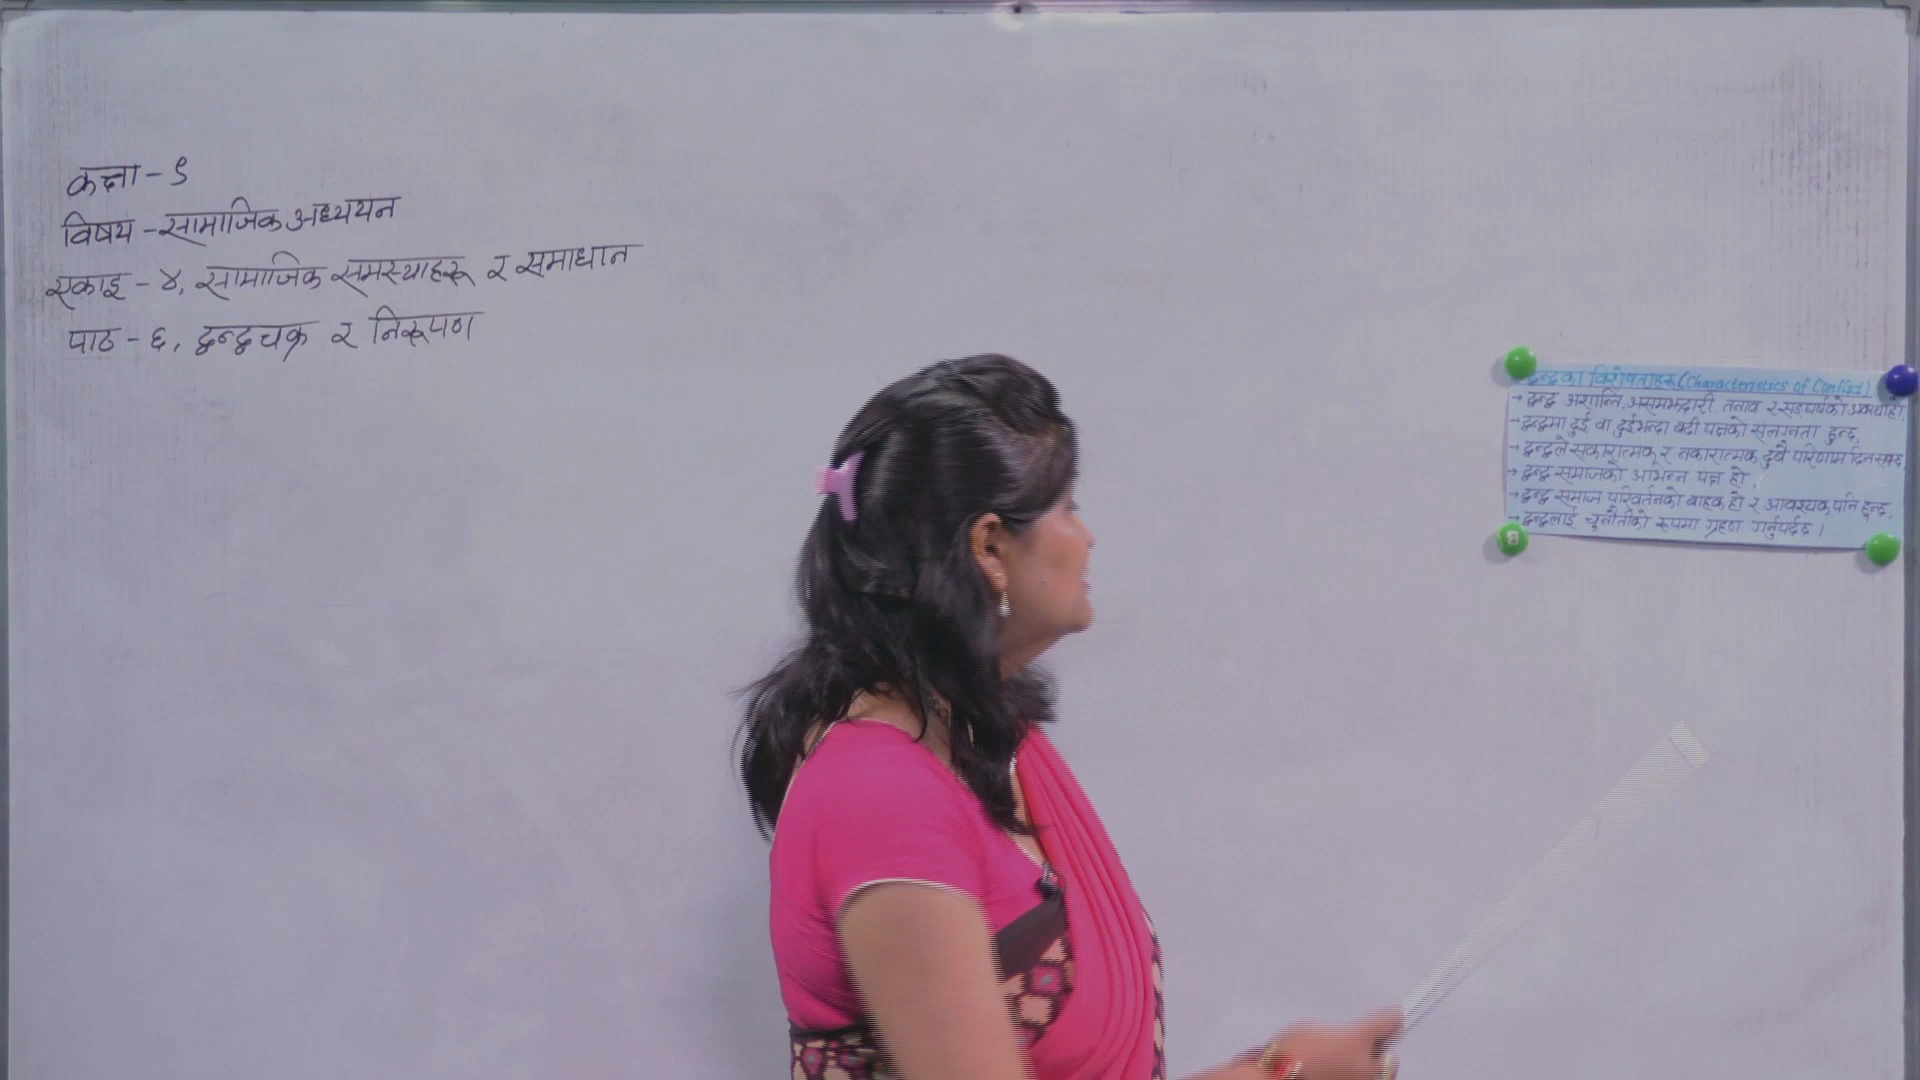 कक्षा - ९
विषय - सामाजिक अध्ययन
एकाइ - ४, सामाजिक समस्याहरू र समाधान
पाठ - ६, द्वन्द्वचक्र र निरूपण
द्वन्द्वका विशेषताहरू (Characteristics of Conflict)
→ द्वन्द्व अशान्ति, असमझदारी, तनाव र सङघर्षको अवस्था हो
→ द्वन्द्वमा दुई वा दुईभन्दा बढी पक्षको संलग्नता हुन्छ,
→ द्वन्द्वले सकारात्मक र नकारात्मक दुवै परिणाम दिन सक्छ,
→ द्वन्द्व समाजको अभिन्न पक्ष हो,
→ द्वन्द्व समाज परिवर्तनको बाहक हो र आवश्यक पनि हुन्छ,
→ द्वन्द्वलाई चुनौतीको रूपमा ग्रहण गर्नुपर्दछ ।